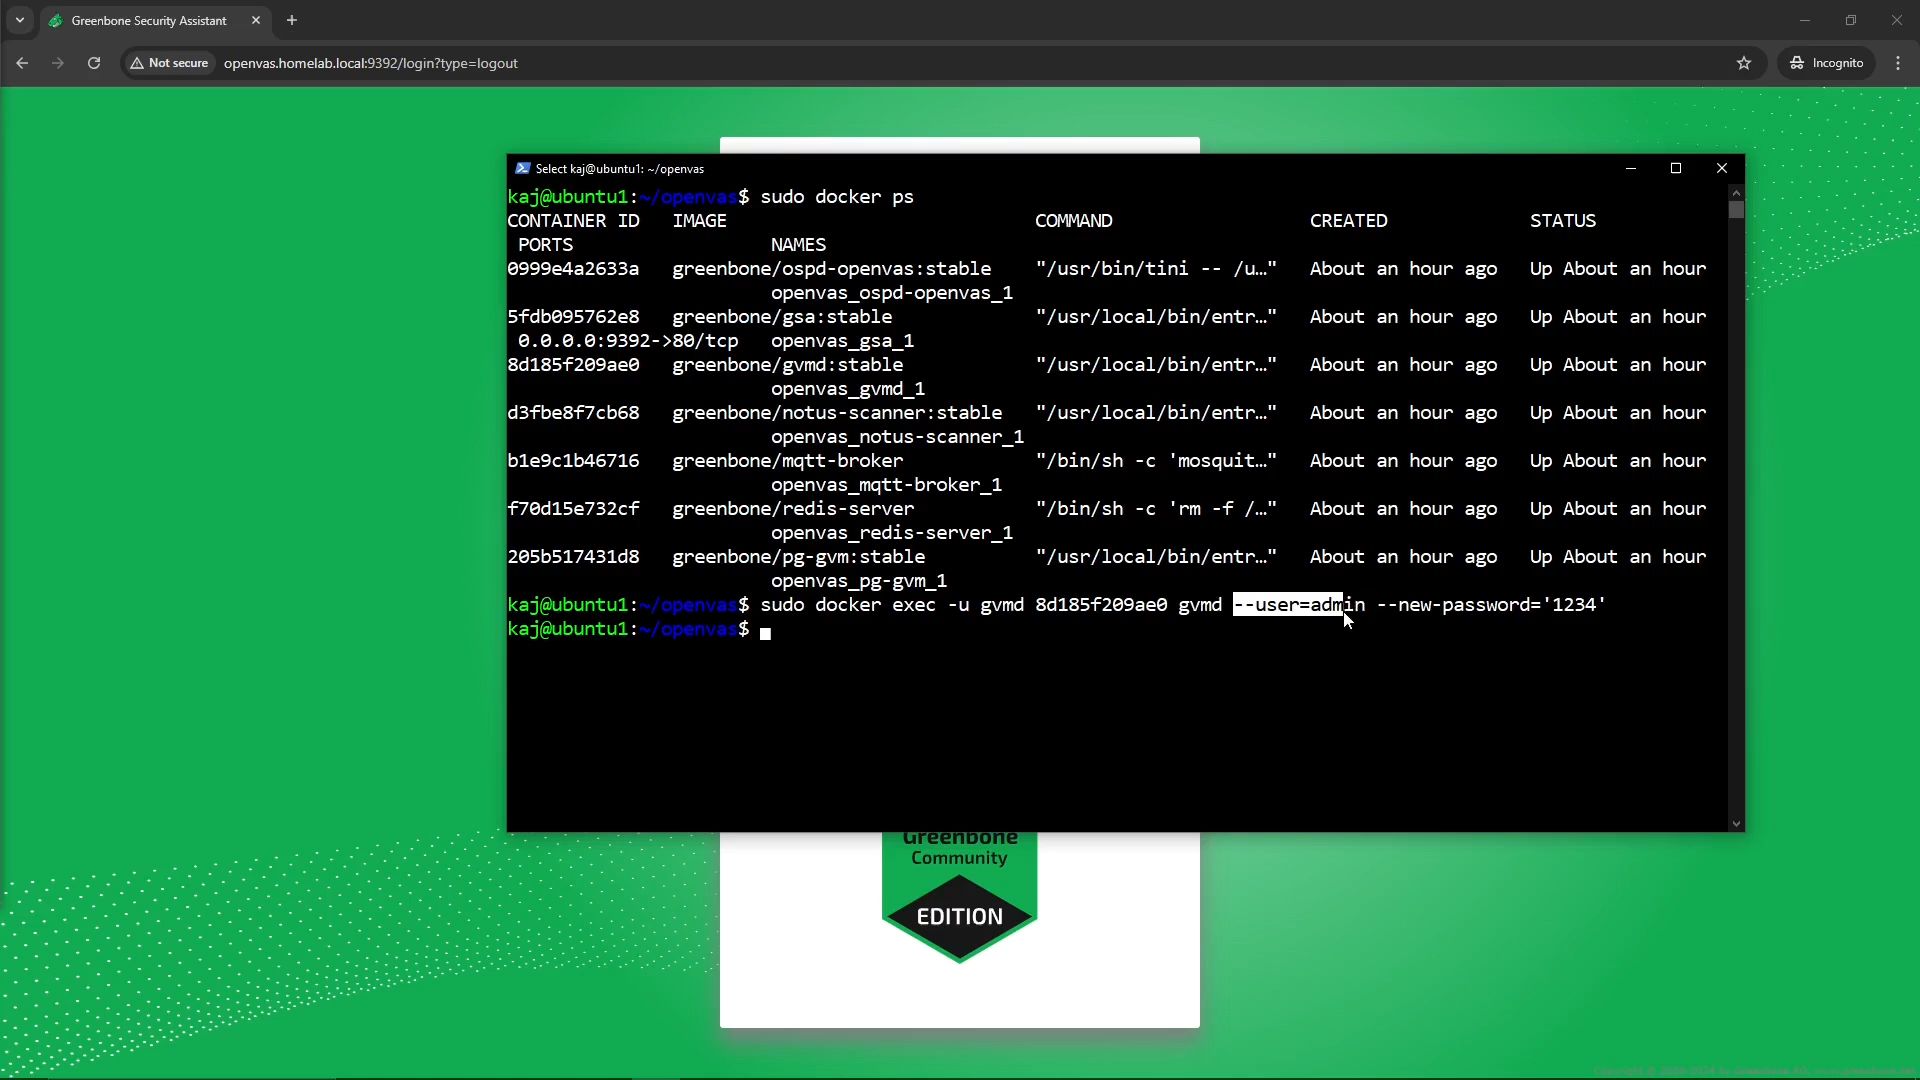 Greenbone Security Assistant
Not secure
openvas.homelab.local:9392/login?type=logout
Incognito
Select kaj@ubuntu1: ~/openvas
kaj@ubuntu1:~/openvas$ sudo docker ps
CONTAINER ID IMAGE COMMAND CREATED STATUS
PORTS NAMES
0999e4a2633a greenbone/ospd-openvas:stable "/usr/bin/tini -- /u…" About an hour ago Up About an hour
openvas_ospd-openvas_1
5fdb095762e8 greenbone/gsa:stable "/usr/local/bin/entr…" About an hour ago Up About an hour
0.0.0.0:9392->80/tcp openvas_gsa_1
8d185f209ae0 greenbone/gvmd:stable "/usr/local/bin/entr…" About an hour ago Up About an hour
openvas_gvmd_1
d3fbe8f7cb68 greenbone/notus-scanner:stable "/usr/local/bin/entr…" About an hour ago Up About an hour
openvas_notus-scanner_1
b1e9c1b46716 greenbone/mqtt-broker "/bin/sh -c 'mosquit…" About an hour ago Up About an hour
openvas_mqtt-broker_1
f70d15e732cf greenbone/redis-server "/bin/sh -c 'rm -f /…" About an hour ago Up About an hour
openvas_redis-server_1
205b517431d8 greenbone/pg-gvm:stable "/usr/local/bin/entr…" About an hour ago Up About an hour
openvas_pg-gvm_1
kaj@ubuntu1:~/openvas$ sudo docker exec -u gvmd 8d185f209ae0 gvmd --user=admin --new-password='1234'
kaj@ubuntu1:~/openvas$
Greenbone
Community
EDITION